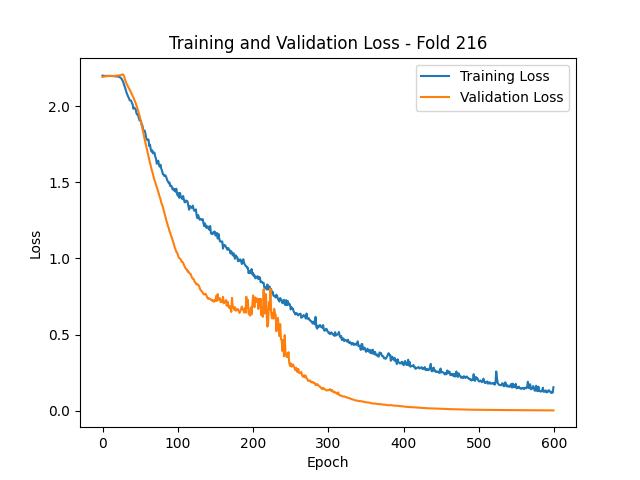 Training and Validation Loss - Fold 216
Training Loss
Validation Loss
Loss
2.0
1.5
1.0
0.5
0.0
0 100 200 300 400 500 600
Epoch